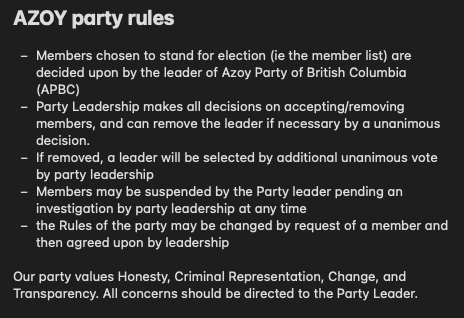 AZOY party rules
– Members chosen to stand for election (ie the member list) are
decided upon by the leader of Azoy Party of British Columbia
(APBC)
– Party Leadership makes all decisions on accepting/removing
members, and can remove the leader if necessary by a unanimous
decision.
– If removed, a leader will be selected by additional unanimous vote
by party leadership
– Members may be suspended by the Party leader pending an
investigation by party leadership at any time
– the Rules of the party may be changed by request of a member and
then agreed upon by leadership
Our party values Honesty, Criminal Representation, Change, and
Transparency. All concerns should be directed to the Party Leader.